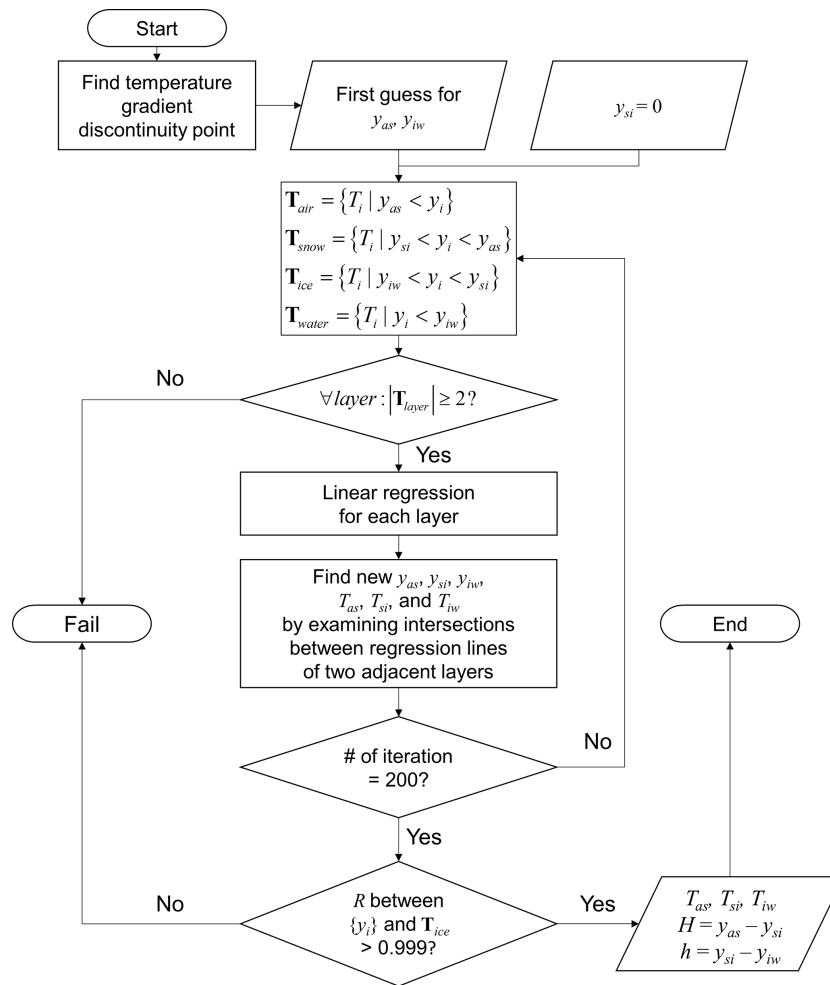 Start
Find temperature
gradient
discontinuity point
First guess for
y_as, y_iw
y_si = 0
T_air = {T_i | y_as < y_i}
T_snow = {T_i | y_si < y_i < y_as}
T_ice = {T_i | y_iw < y_i < y_si}
T_water = {T_i | y_i < y_iw}
No
∀layer : |T_layer| ≥ 2?
Yes
Linear regression
for each layer
Find new y_as, y_si, y_iw,
T_as, T_si, and T_iw
by examining intersections
between regression lines
of two adjacent layers
Fail
End
# of iteration
= 200?
No
Yes
No
R between
{y_i} and T_ice
> 0.999?
Yes
T_as, T_si, T_iw
H = y_as − y_si
h = y_si − y_iw